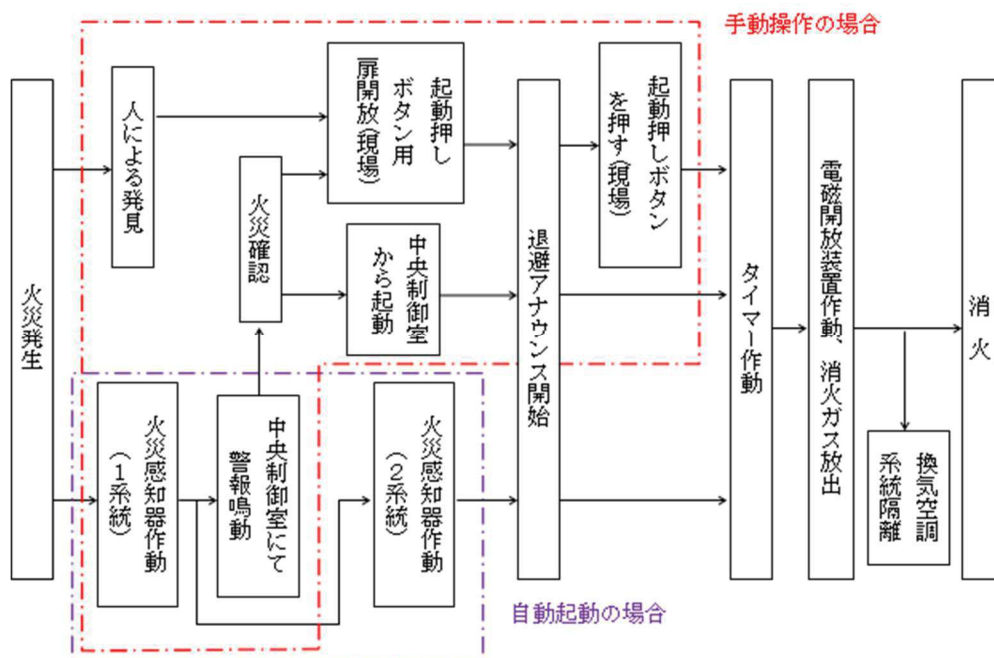 手動操作の場合
火災発生
人による発見
火災確認
起動押し
ボタン用
扉開放(現場)
中央制御室
から起動
火災感知器作動
(1系統)
中央制御室にて
警報鳴動
火災感知器作動
(2系統)
退避アナウンス開始
起動押しボタン
を押す(現場)
タイマー作動
電磁開放装置作動、消火ガス放出
換気空調
系統隔離
消火
自動起動の場合